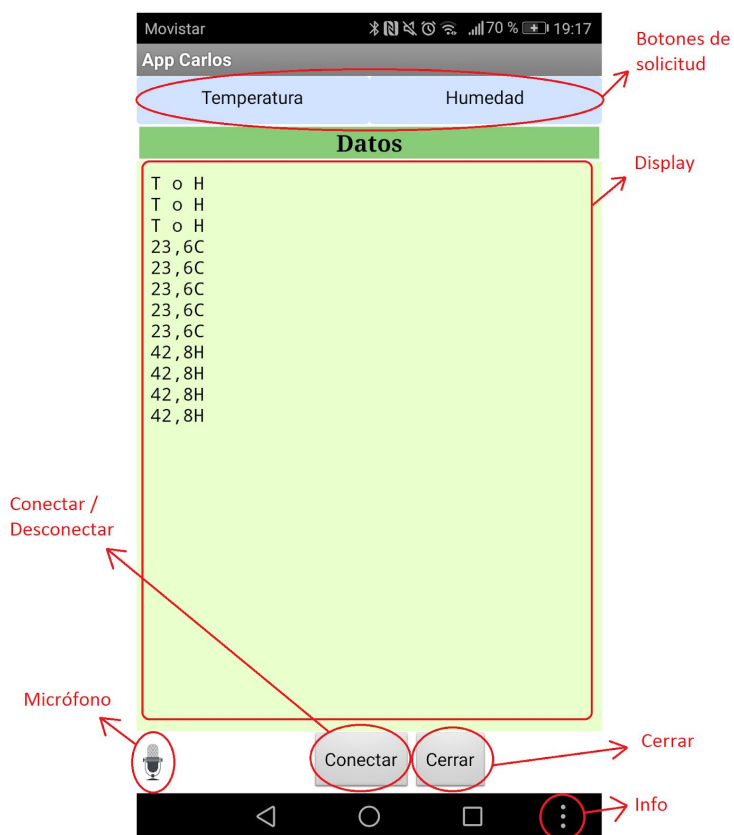 Movistar 70 % 19:17
Botones de
solicitud
App Carlos
Temperatura Humedad
Datos
Display
T o H
T o H
T o H
23,6C
23,6C
23,6C
23,6C
23,6C
42,8H
42,8H
42,8H
42,8H
Conectar /
Desconectar
Micrófono
Conectar Cerrar
Cerrar
Info